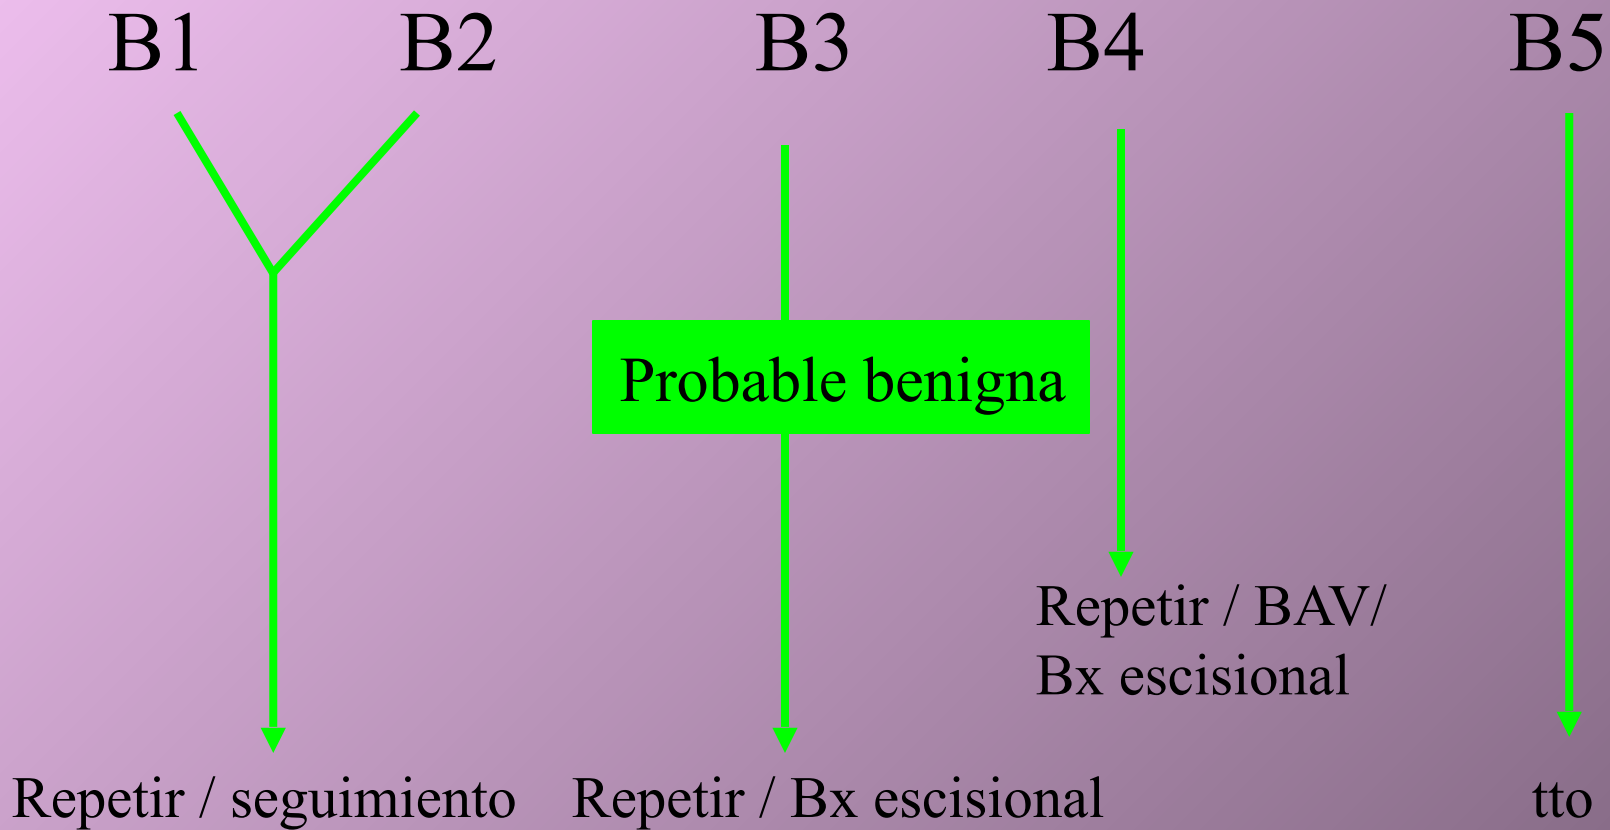 B1 B2 B3 B4 B5
Probable benigna
Repetir / BAV/
Bx escisional
Repetir / seguimiento Repetir / Bx escisional tto